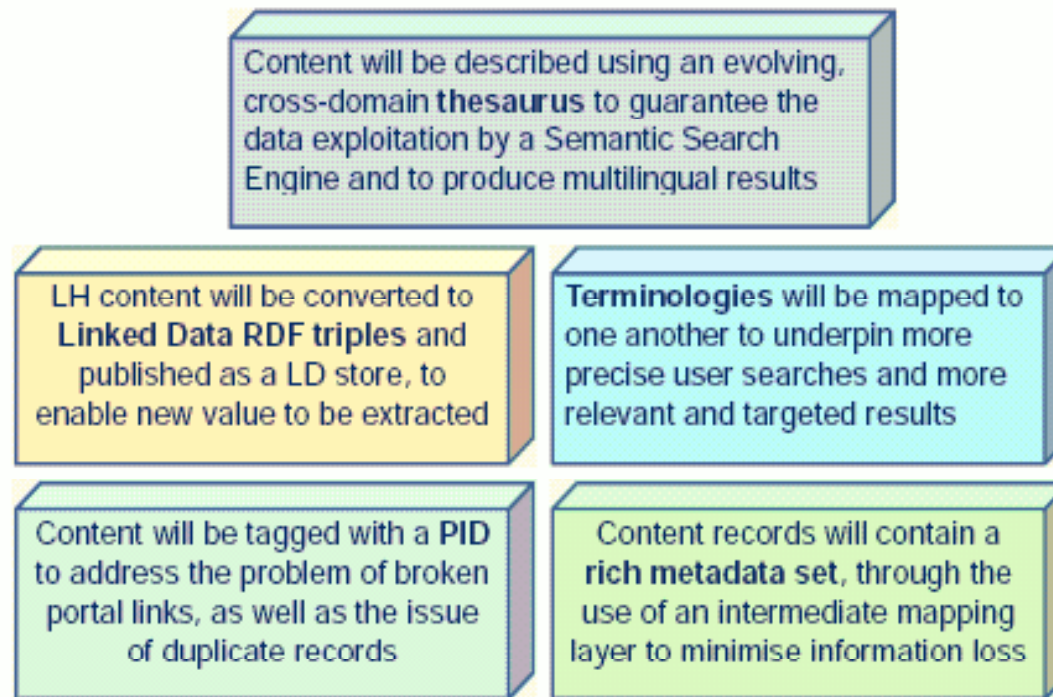 Content will be described using an evolving,
cross-domain thesaurus to guarantee the
data exploitation by a Semantic Search
Engine and to produce multilingual results
LH content will be converted to
Linked Data RDF triples and
published as a LD store, to
enable new value to be extracted
Terminologies will be mapped to
one another to underpin more
precise user searches and more
relevant and targeted results
Content will be tagged with a PID
to address the problem of broken
portal links, as well as the issue
of duplicate records
Content records will contain a
rich metadata set, through the
use of an intermediate mapping
layer to minimise information loss